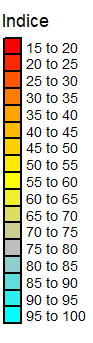 Indice
15 to 20
20 to 25
25 to 30
30 to 35
35 to 40
40 to 45
45 to 50
50 to 55
55 to 60
60 to 65
65 to 70
70 to 75
75 to 80
80 to 85
85 to 90
90 to 95
95 to 100